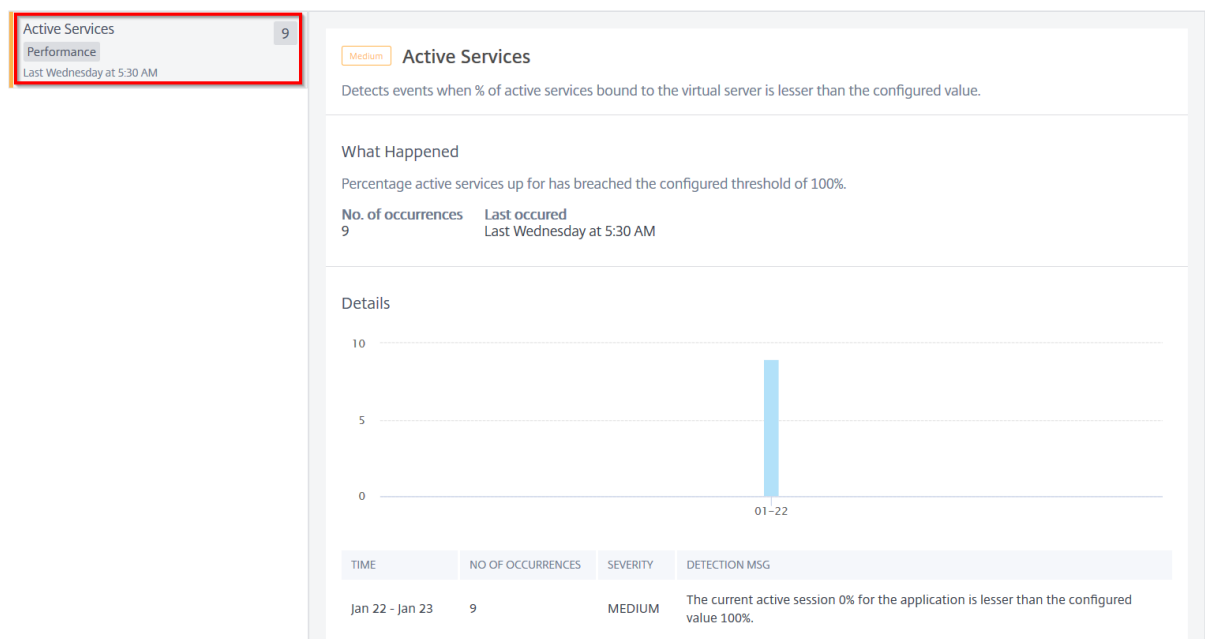 Active Services
9
Performance
Last Wednesday at 5:30 AM
Medium
Active Services
Detects events when % of active services bound to the virtual server is lesser than the configured value.
What Happened
Percentage active services up for has breached the configured threshold of 100%.
No. of occurrences Last occured
9 Last Wednesday at 5:30 AM
Details
10
5
0
01-22
TIME NO OF OCCURRENCES SEVERITY DETECTION MSG
Jan 22 - Jan 23 9 MEDIUM The current active session 0% for the application is lesser than the configured
value 100%.